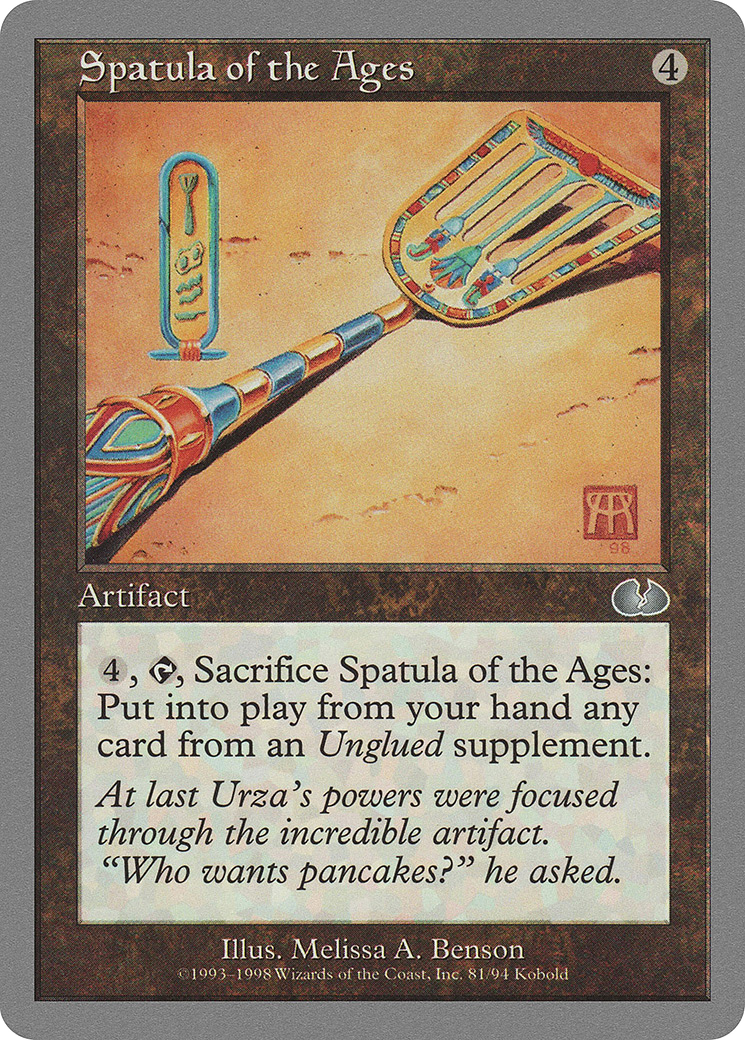 Spatula of the Ages
4
98
Artifact
4, , Sacrifice Spatula of the Ages:
Put into play from your hand any
card from an Unglued supplement.
At last Urza's powers were focused
through the incredible artifact.
“Who wants pancakes?” he asked.
Illus. Melissa A. Benson
©1993–1998 Wizards of the Coast, Inc. 81/94 Kobold